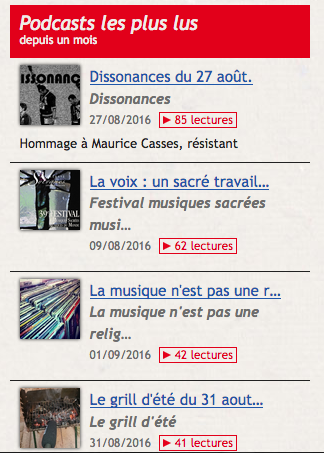 Podcasts les plus lus
depuis un mois
ISSONANC
Dissonances du 27 août.
Dissonances
27/08/2016 ▶ 85 lectures
Hommage à Maurice Casses, résistant
La voix : un sacré travail...
Festival musiques sacrées
musi...
FESTIVAL
09/08/2016 ▶ 62 lectures
La musique n'est pas une r...
La musique n'est pas une
relig...
01/09/2016 ▶ 42 lectures
Le grill d'été du 31 aout...
Le grill d'été
31/08/2016 ▶ 41 lectures